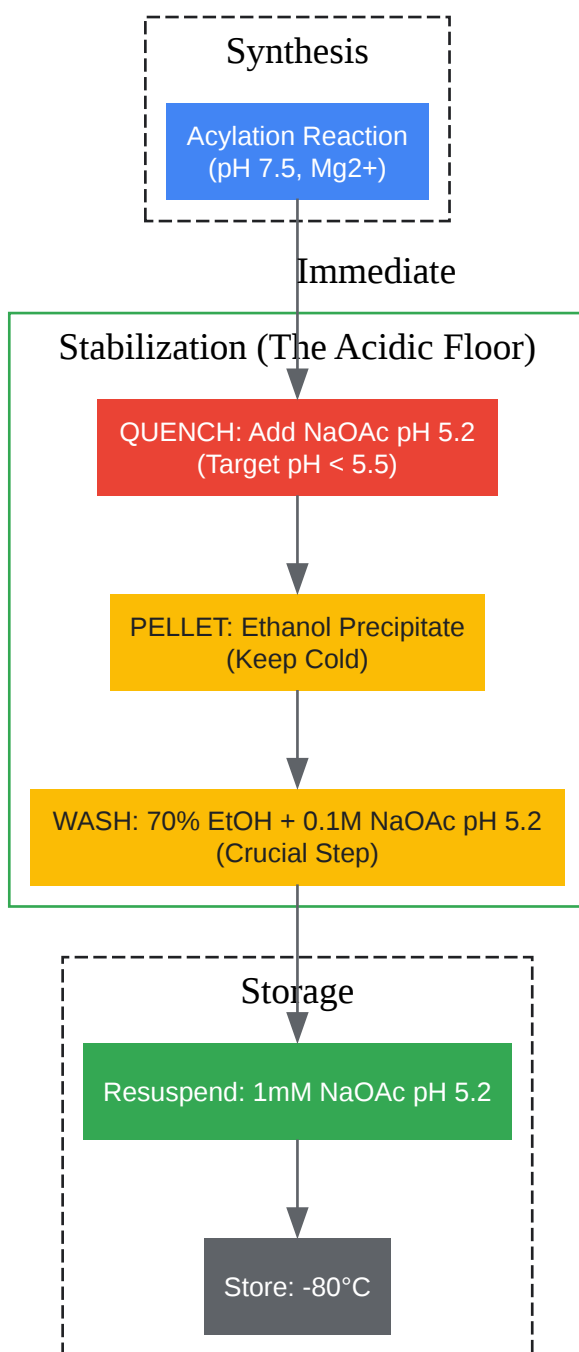 Synthesis
Acylation Reaction
(pH 7.5, Mg2+)
Immediate
Stabilization (The Acidic Floor)
QUENCH: Add NaOAc pH 5.2
(Target pH < 5.5)
PELLET: Ethanol Precipitate
(Keep Cold)
WASH: 70% EtOH + 0.1M NaOAc pH 5.2
(Crucial Step)
Storage
Resuspend: 1mM NaOAc pH 5.2
Store: -80°C